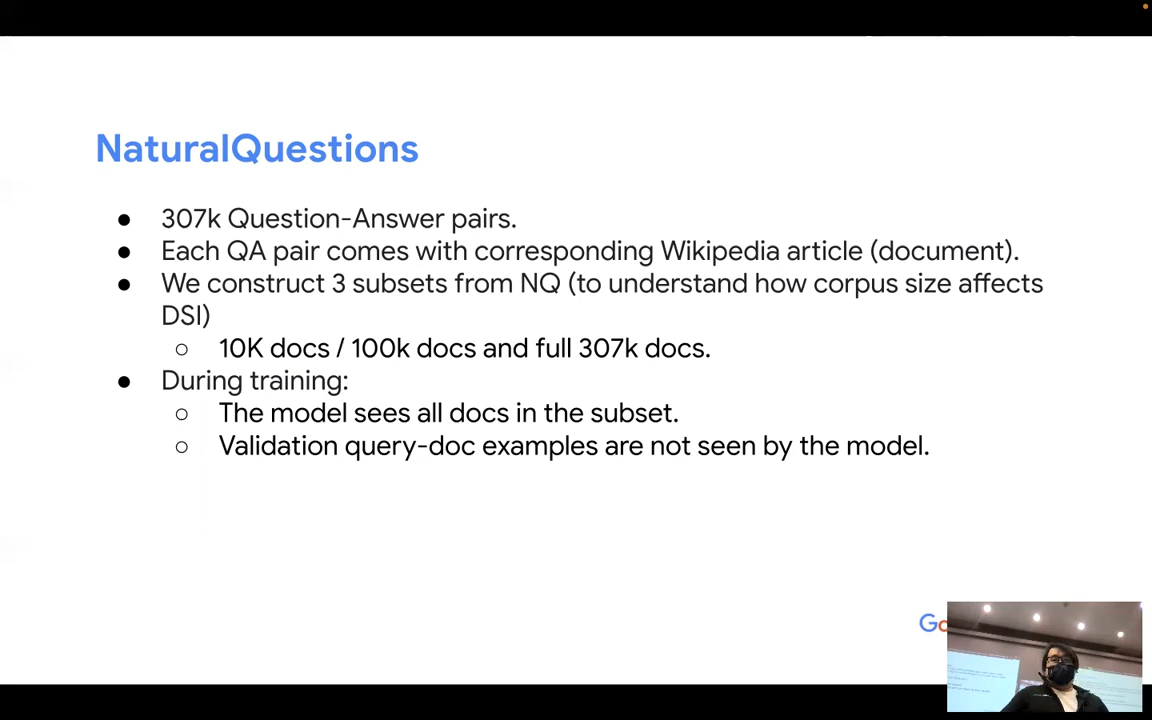 NaturalQuestions
● 307k Question-Answer pairs.
● Each QA pair comes with corresponding Wikipedia article (document).
● We construct 3 subsets from NQ (to understand how corpus size affects
DSI)
○ 10K docs / 100k docs and full 307k docs.
● During training:
○ The model sees all docs in the subset.
○ Validation query-doc examples are not seen by the model.
Go